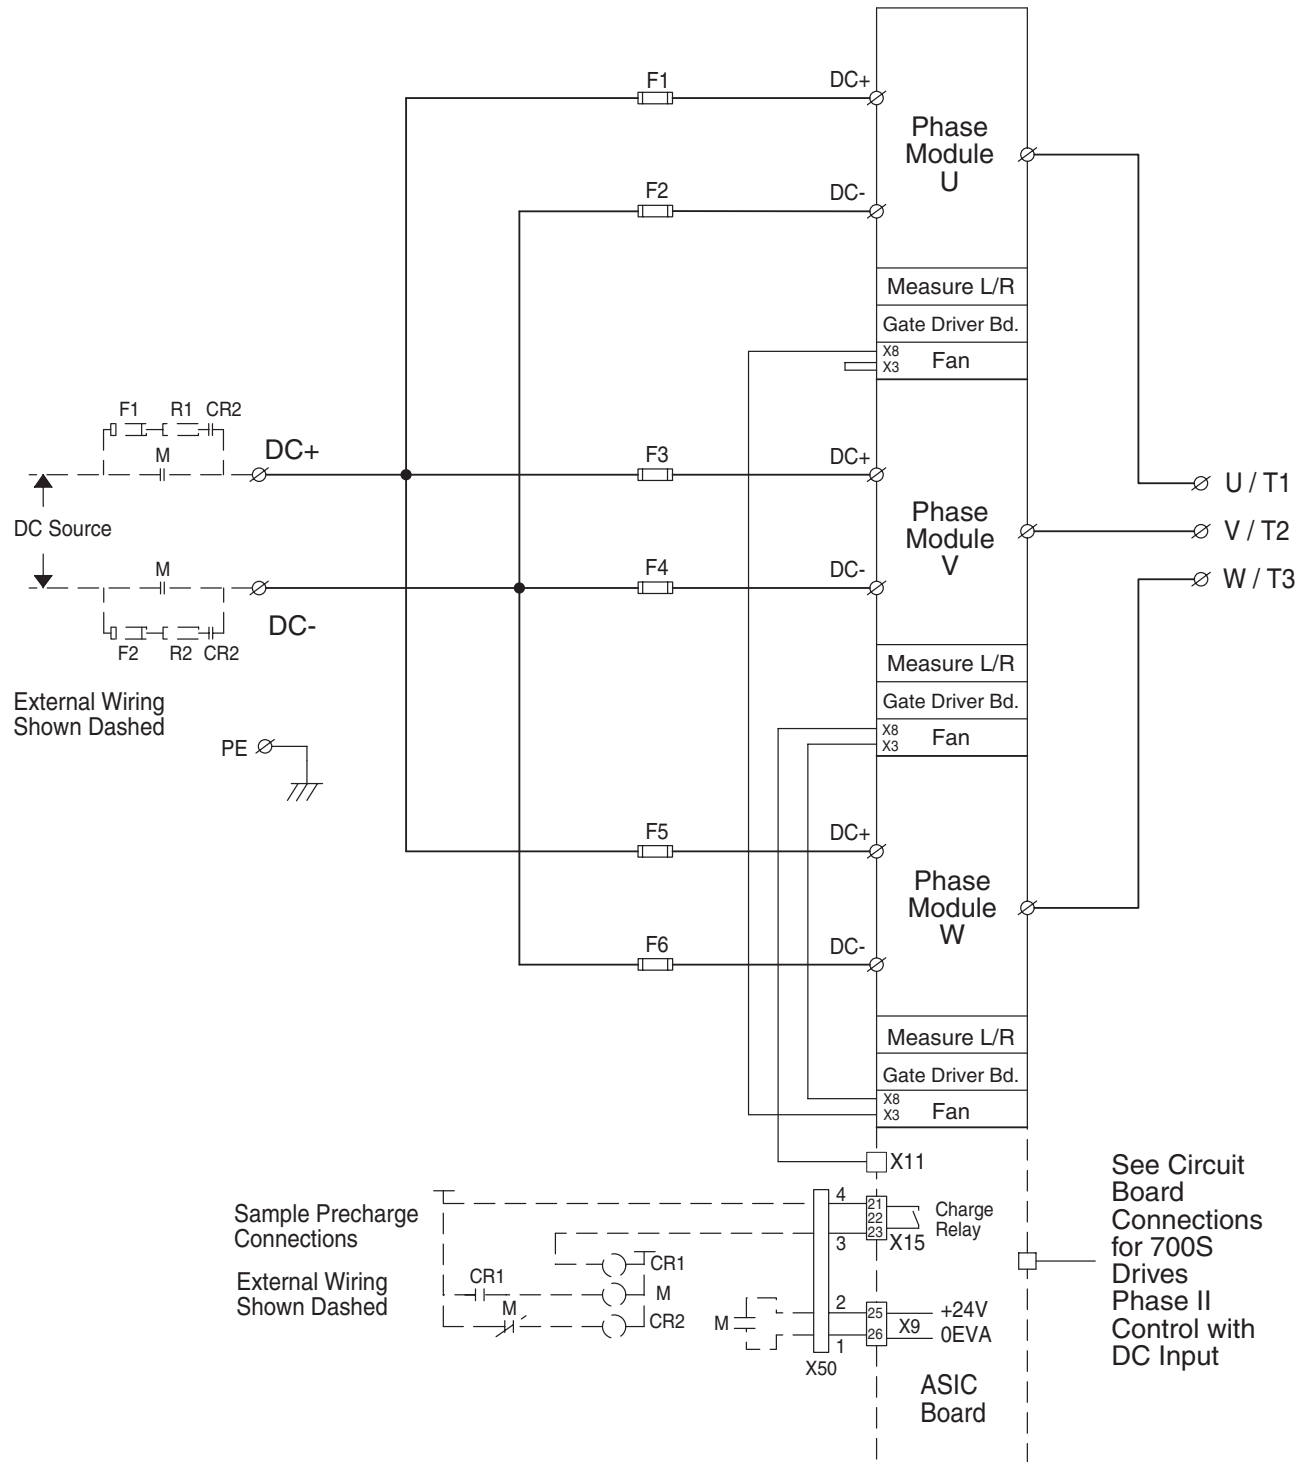 F1
DC+
Phase
Module
U
F2
DC-
Measure L/R
Gate Driver Bd.
X8
X3
Fan
F1
R1
CR2
M
DC+
F3
DC+
Phase
Module
V
U / T1
V / T2
W / T3
DC Source
M
F4
DC-
DC-
F2
R2
CR2
External Wiring
Shown Dashed
Measure L/R
Gate Driver Bd.
X8
X3
Fan
PE
F5
DC+
Phase
Module
W
F6
DC-
Measure L/R
Gate Driver Bd.
X8
X3
Fan
X11
Sample Precharge
Connections
External Wiring
Shown Dashed
4
3
21
22
23
X15
Charge
Relay
CR1
CR1
M
M
CR2
M
2
1
X50
25
26
X9
+24V
0EVA
ASIC
Board
See Circuit
Board
Connections
for 700S
Drives
Phase II
Control with
DC Input